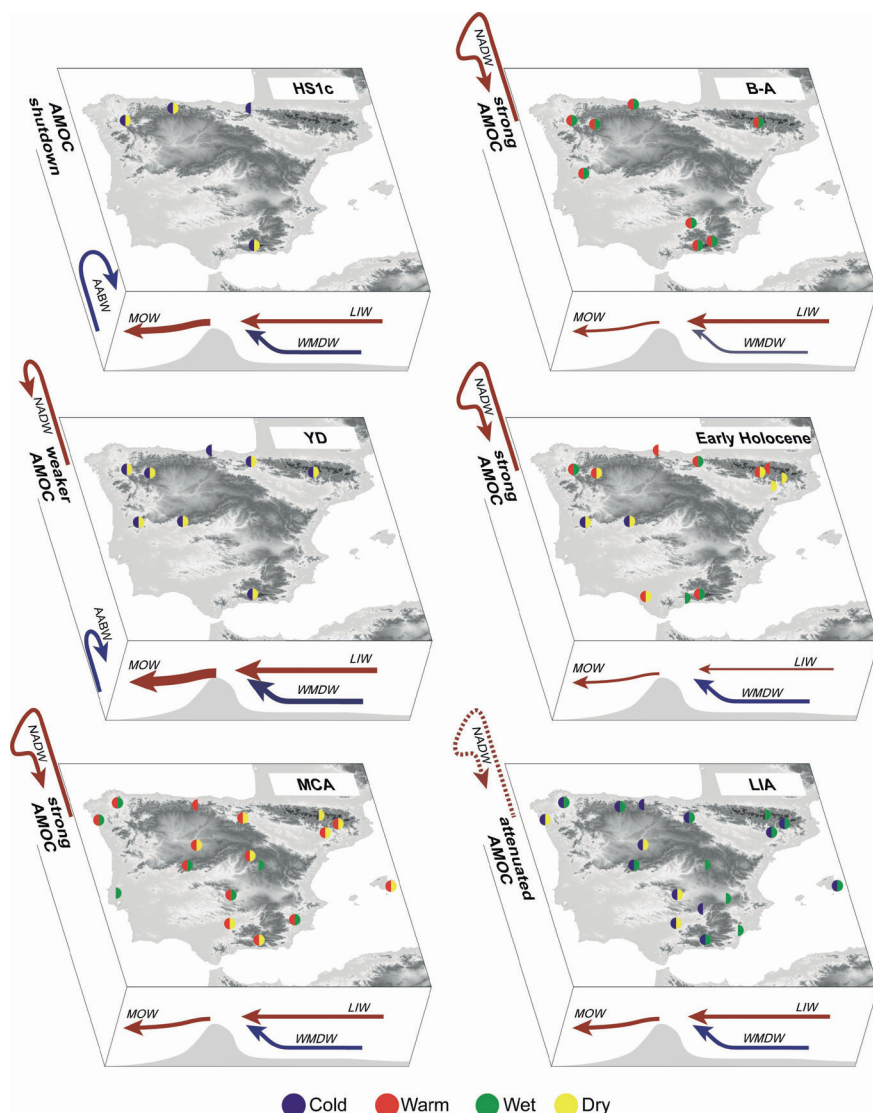 HS1c
AMOC
shutdown
AABW
MOW
LIW
WMDW
B-A
NADW
strong
AMOC
MOW
LIW
WMDW
YD
NADW
weaker
AMOC
AABW
MOW
LIW
WMDW
Early Holocene
NADW
strong
AMOC
MOW
LIW
WMDW
MCA
NADW
strong
AMOC
MOW
LIW
WMDW
LIA
NADW
attenuated
AMOC
MOW
LIW
WMDW
Cold Warm Wet Dry